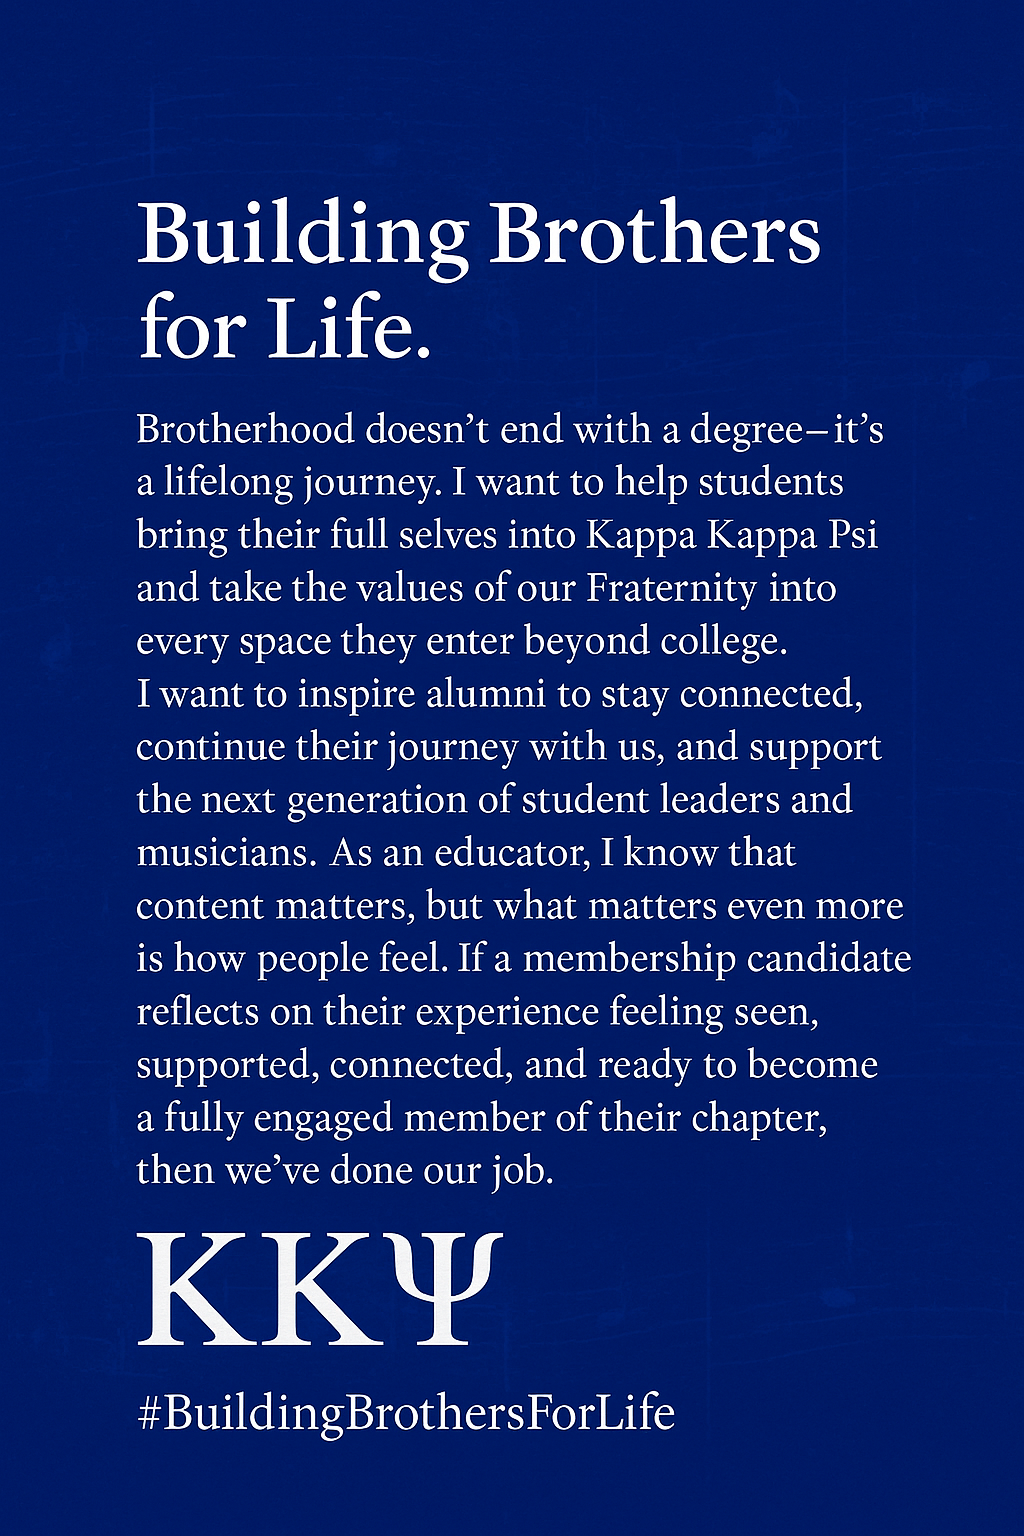 Building Brothers
for Life.
Brotherhood doesn’t end with a degree–it’s
a lifelong journey. I want to help students
bring their full selves into Kappa Kappa Psi
and take the values of our Fraternity into
every space they enter beyond college.
I want to inspire alumni to stay connected,
continue their journey with us, and support
the next generation of student leaders and
musicians. As an educator, I know that
content matters, but what matters even more
is how people feel. If a membership candidate
reflects on their experience feeling seen,
supported, connected, and ready to become
a fully engaged member of their chapter,
then we’ve done our job.
ΚΚΨ
#BuildingBrothersForLife